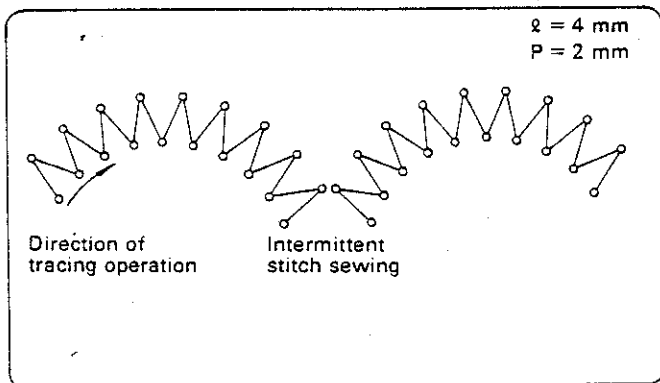 ℓ = 4 mm
P = 2 mm
Direction of
tracing operation
Intermittent
stitch sewing